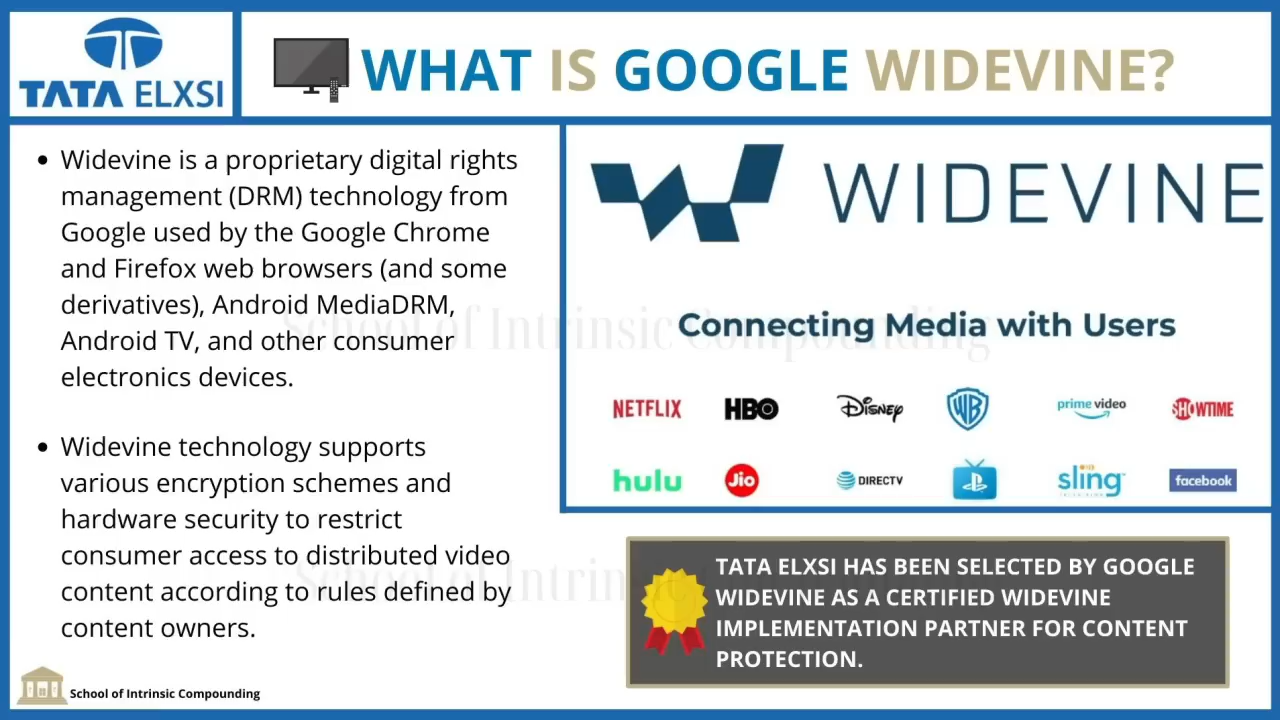 TATA ELXSI
WHAT IS GOOGLE WIDEVINE?
• Widevine is a proprietary digital rights
management (DRM) technology from
Google used by the Google Chrome
and Firefox web browsers (and some
derivatives), Android MediaDRM,
Android TV, and other consumer
electronics devices.
• Widevine technology supports
various encryption schemes and
hardware security to restrict
consumer access to distributed video
content according to rules defined by
content owners.
School of Intrinsic Compounding
WIDEVINE
School of Intrinsic Compounding
Connecting Media with Users
NETFLIX HBO Disney WB prime video SHOWTIME
hulu Jio AT&T DIRECTV sling facebook
School of Intrinsic
TATA ELXSI HAS BEEN SELECTED BY GOOGLE
WIDEVINE AS A CERTIFIED WIDEVINE
IMPLEMENTATION PARTNER FOR CONTENT
PROTECTION.